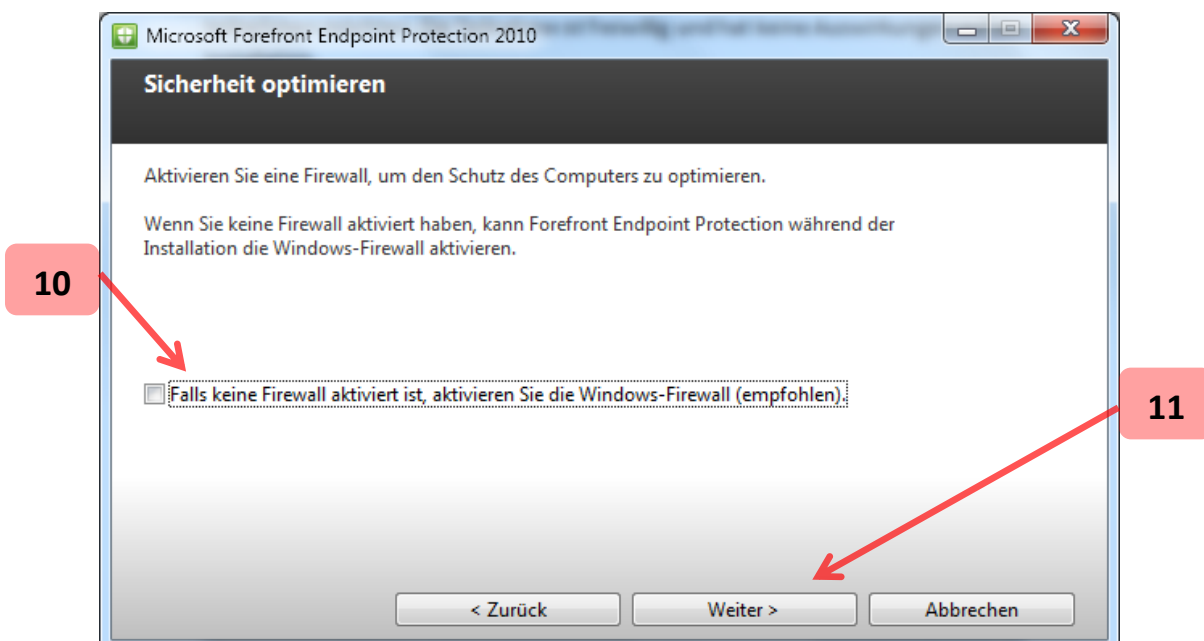 Microsoft Forefront Endpoint Protection 2010
Sicherheit optimieren
Aktivieren Sie eine Firewall, um den Schutz des Computers zu optimieren.
Wenn Sie keine Firewall aktiviert haben, kann Forefront Endpoint Protection während der
Installation die Windows-Firewall aktivieren.
10
Falls keine Firewall aktiviert ist, aktivieren Sie die Windows-Firewall (empfohlen).
11
< Zurück
Weiter >
Abbrechen